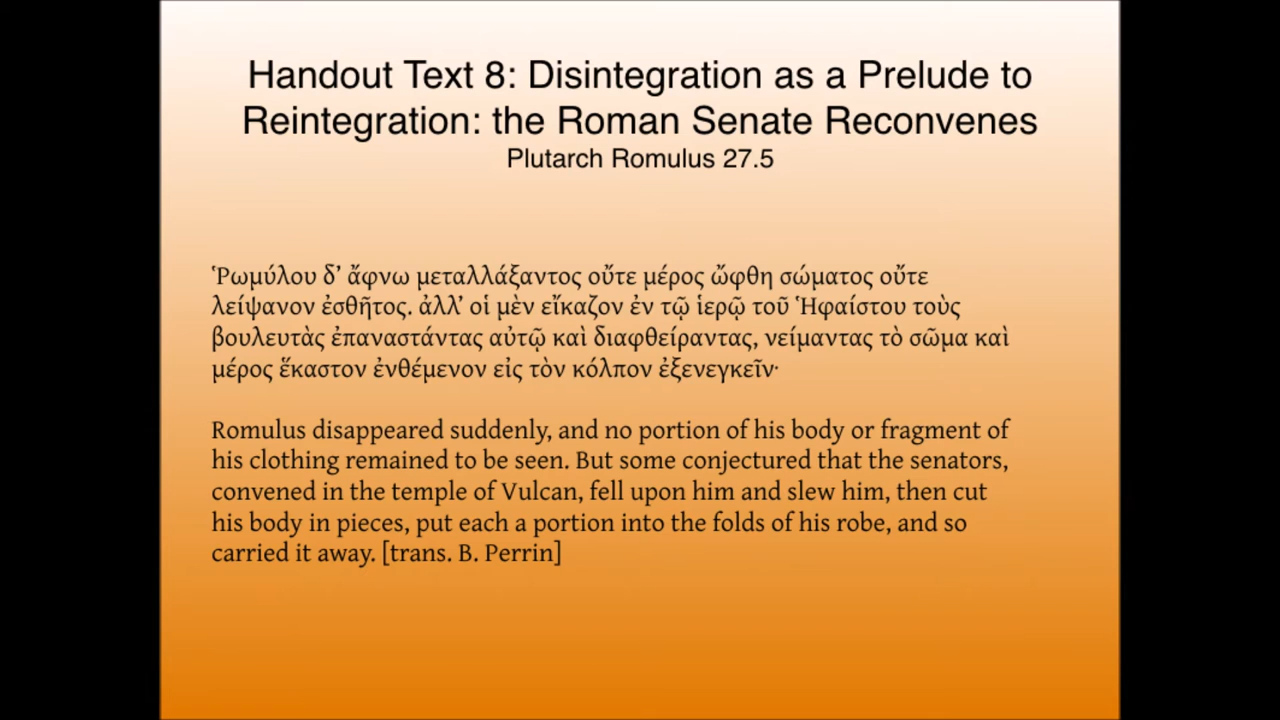 Handout Text 8: Disintegration as a Prelude to
Reintegration: the Roman Senate Reconvenes
Plutarch Romulus 27.5
Ῥωμύλου δ’ ἄφνω μεταλλάξαντος οὔτε μέρος ὤφθη σώματος οὔτε
λείψανον ἐσθῆτος. ἀλλ’ οἱ μὲν εἴκαζον ἐν τῷ ἱερῷ τοῦ Ἡφαίστου τοὺς
βουλευτὰς ἐπαναστάντας αὐτῷ καὶ διαφθείραντας, νείμαντας τὸ σῶμα καὶ
μέρος ἕκαστον ἐνθέμενον εἰς τὸν κόλπον ἐξενεγκεῖν·
Romulus disappeared suddenly, and no portion of his body or fragment of
his clothing remained to be seen. But some conjectured that the senators,
convened in the temple of Vulcan, fell upon him and slew him, then cut
his body in pieces, put each a portion into the folds of his robe, and so
carried it away. [trans. B. Perrin]